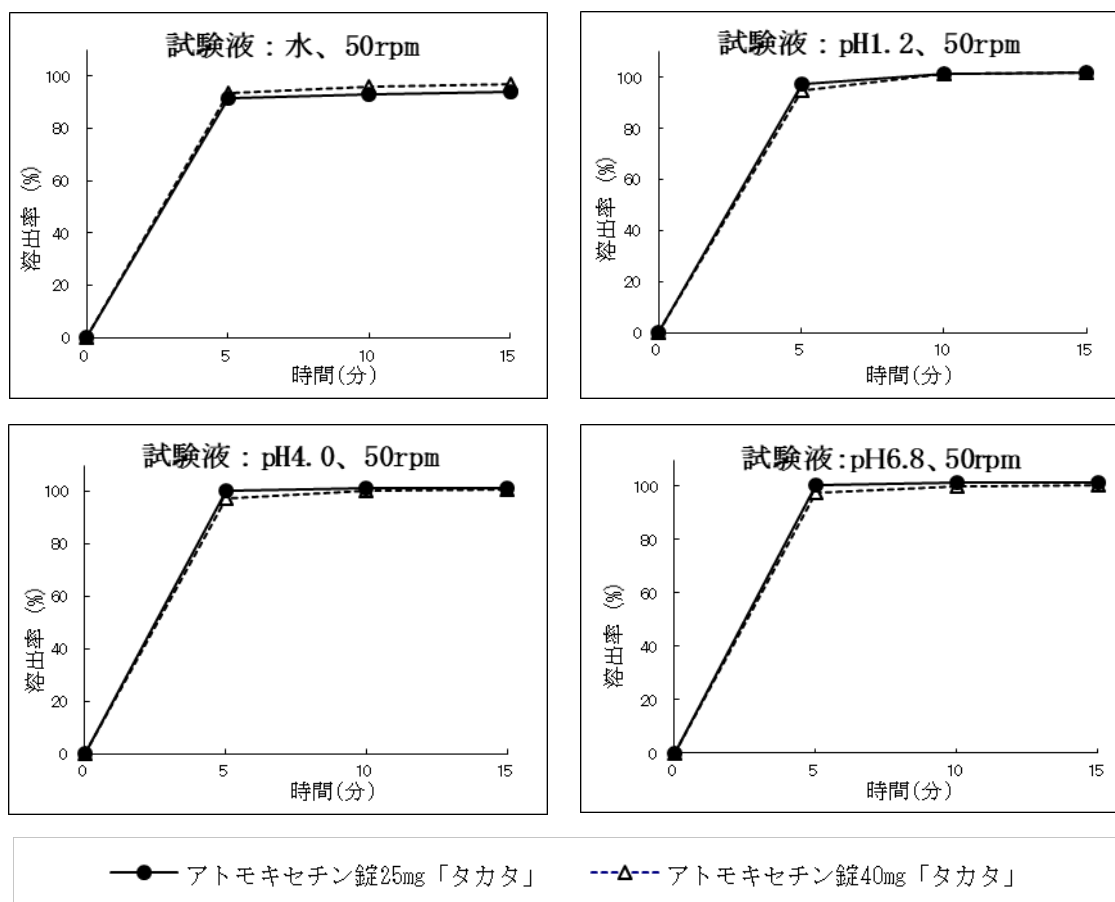 試験液：水、50rpm
溶出率 (%)
100
80
60
40
20
0
0 5 10 15
時間(分)
試験液：pH1.2、50rpm
溶出率 (%)
100
80
60
40
20
0
0 5 10 15
時間(分)
試験液：pH4.0、50rpm
溶出率 (%)
100
80
60
40
20
0
0 5 10 15
時間(分)
試験液:pH6.8、50rpm
溶出率 (%)
100
80
60
40
20
0
0 5 10 15
時間(分)
アトモキセチン錠25mg「タカタ」 アトモキセチン錠40mg「タカタ」